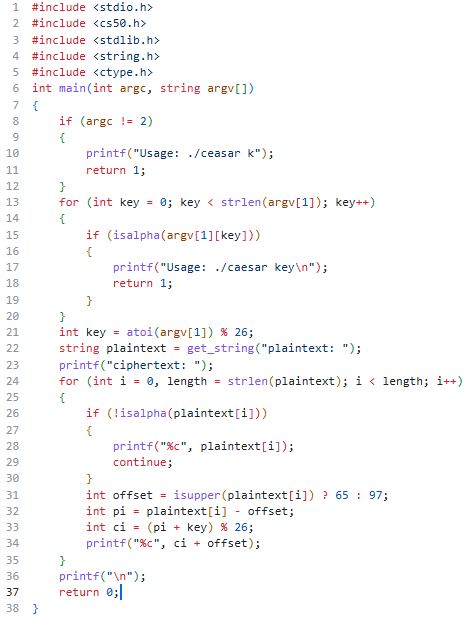 1 #include <stdio.h>
2 #include <cs50.h>
3 #include <stdlib.h>
4 #include <string.h>
5 #include <ctype.h>
6 int main(int argc, string argv[])
7 {
8     if (argc != 2)
9     {
10         printf("Usage: ./ceasar k");
11         return 1;
12     }
13     for (int key = 0; key < strlen(argv[1]); key++)
14     {
15         if (isalpha(argv[1][key]))
16         {
17             printf("Usage: ./caesar key\n");
18             return 1;
19         }
20     }
21     int key = atoi(argv[1]) % 26;
22     string plaintext = get_string("plaintext: ");
23     printf("ciphertext: ");
24     for (int i = 0, length = strlen(plaintext); i < length; i++)
25     {
26         if (!isalpha(plaintext[i]))
27         {
28             printf("%c", plaintext[i]);
29             continue;
30         }
31         int offset = isupper(plaintext[i]) ? 65 : 97;
32         int pi = plaintext[i] - offset;
33         int ci = (pi + key) % 26;
34         printf("%c", ci + offset);
35     }
36     printf("\n");
37     return 0;
38 }